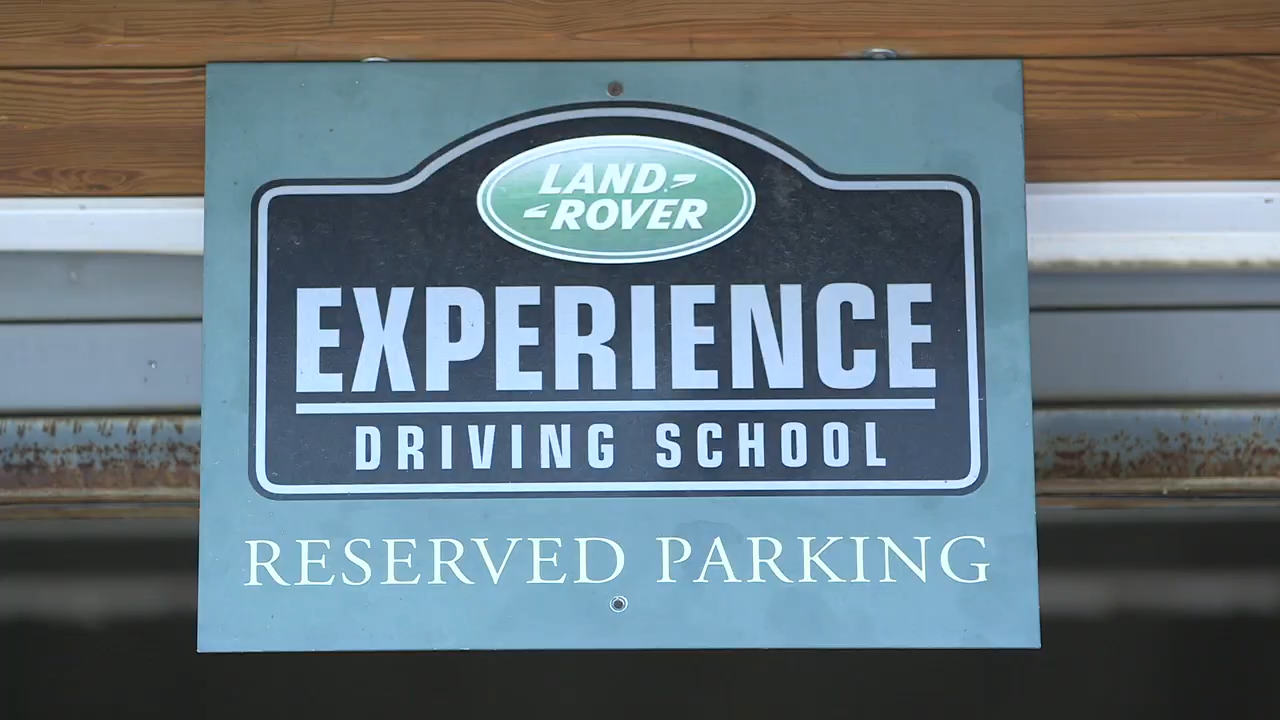 LAND
ROVER
EXPERIENCE
DRIVING SCHOOL
RESERVED PARKING